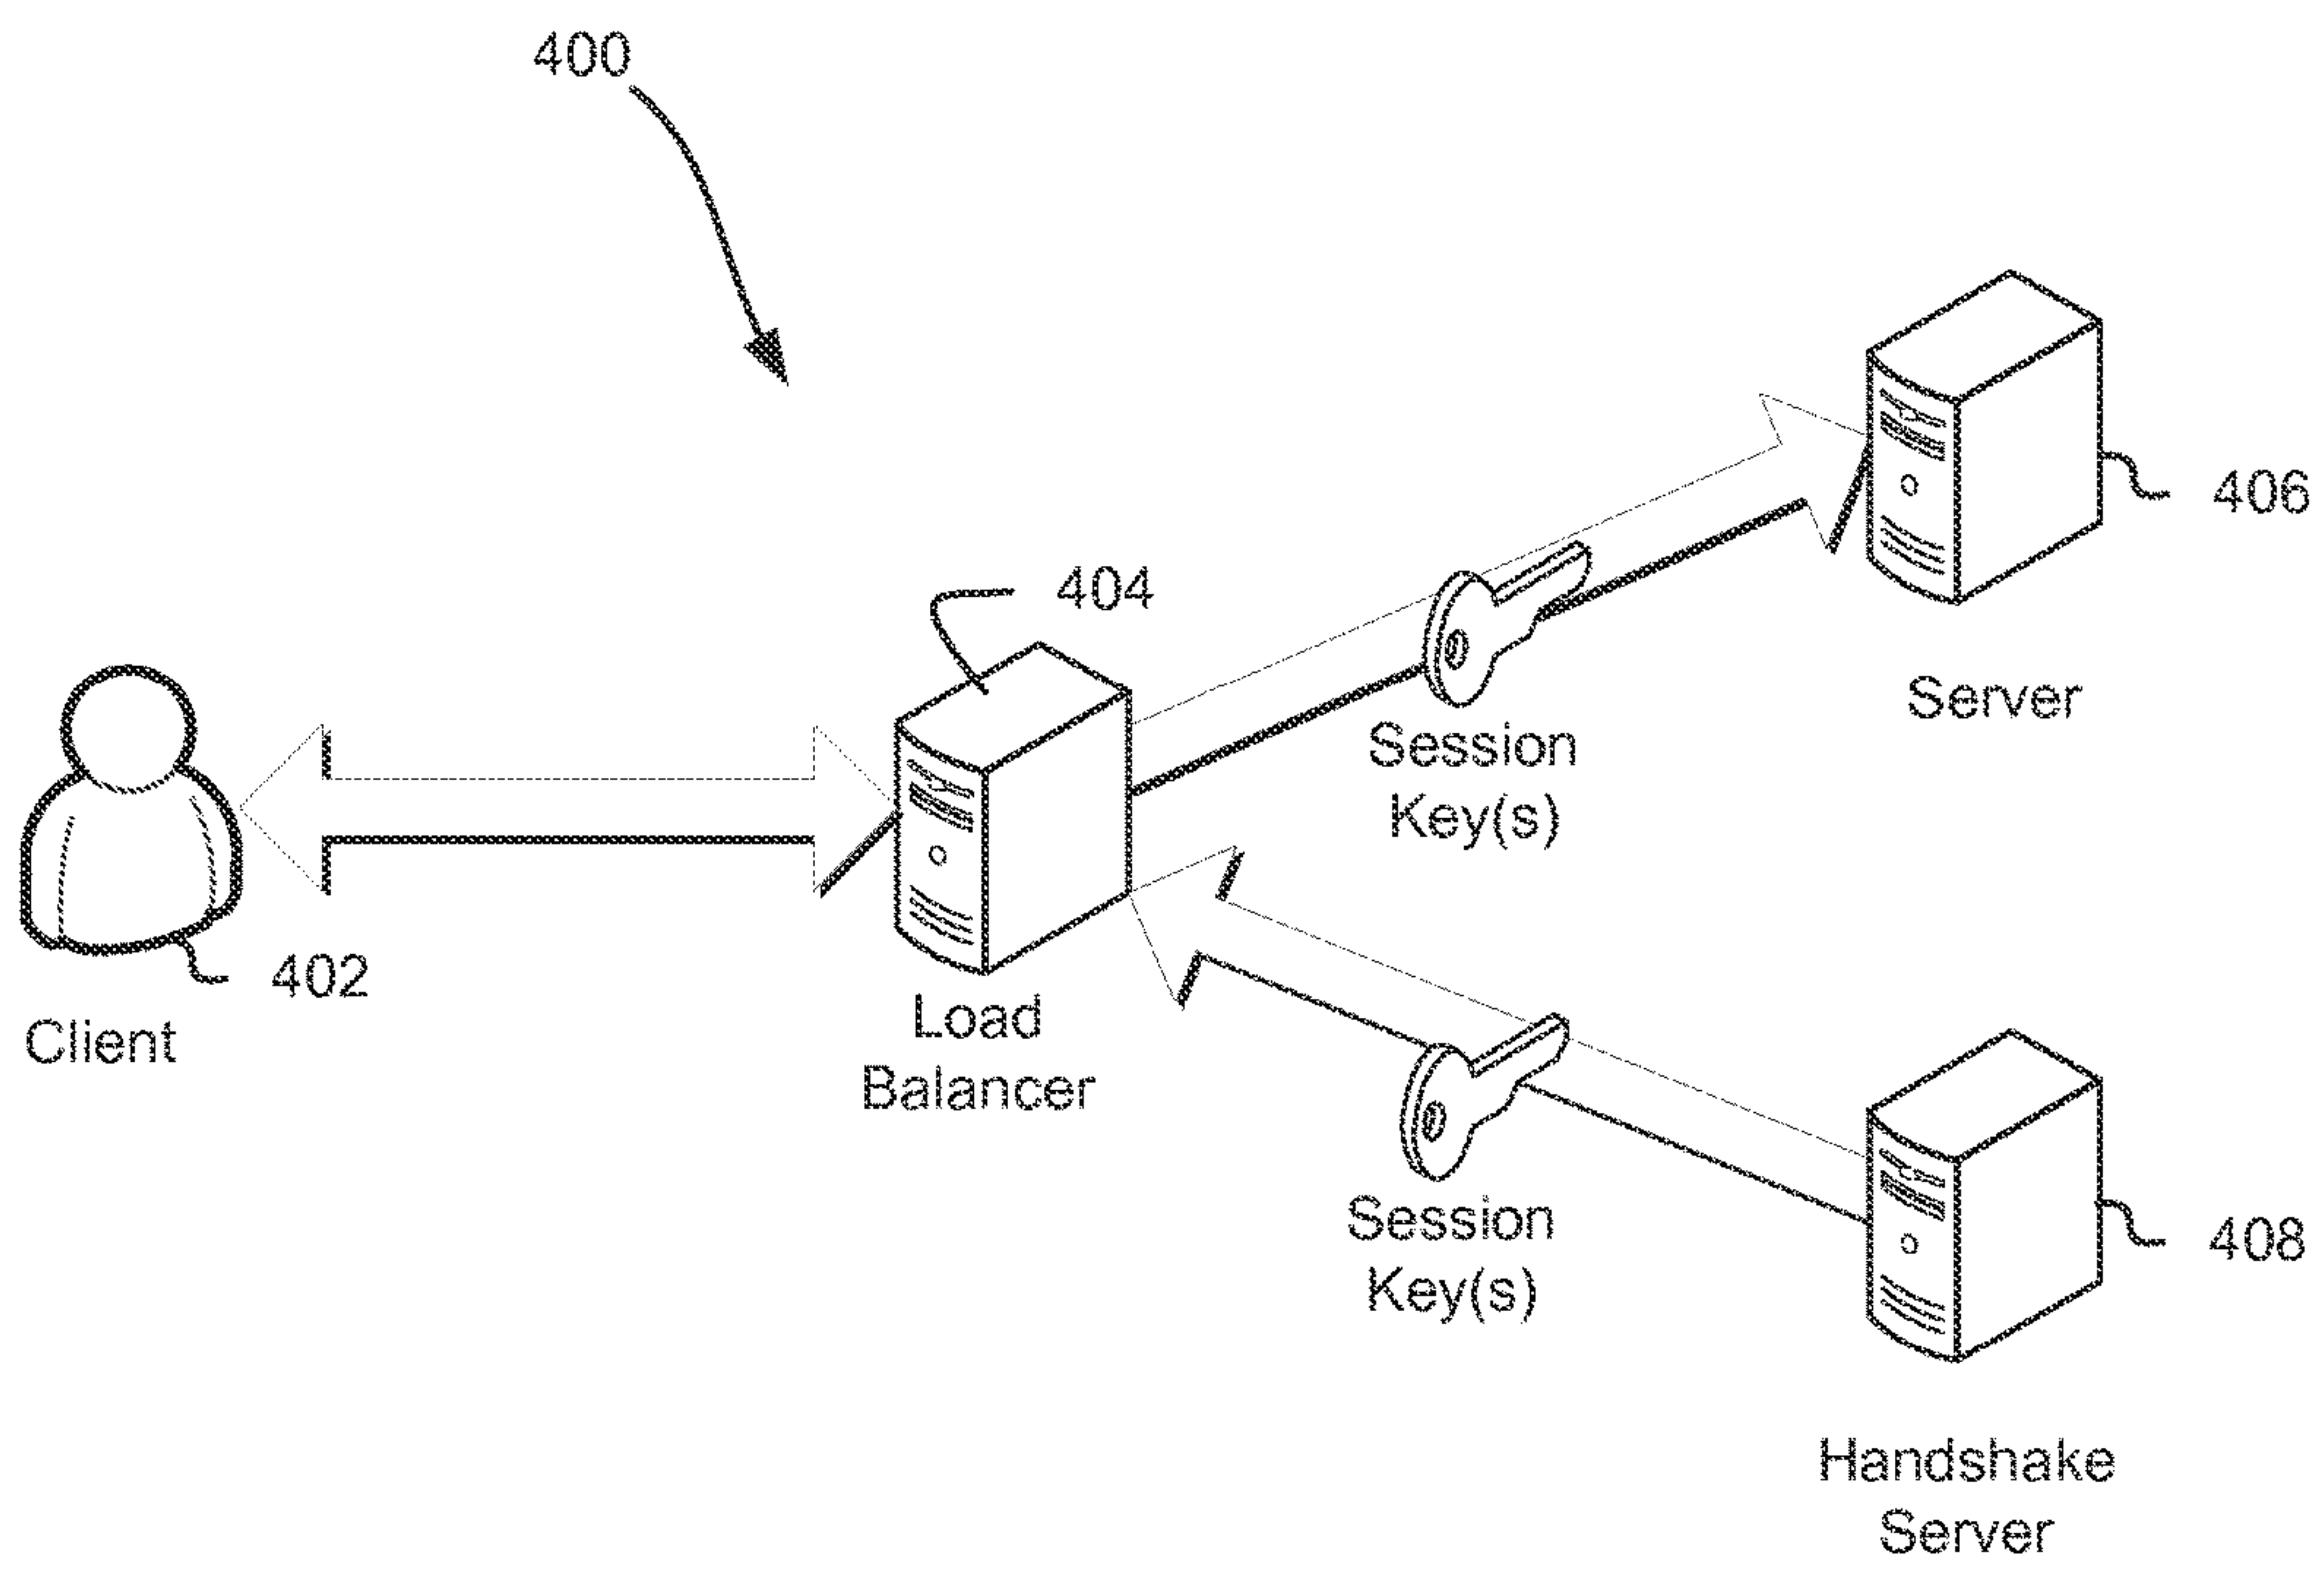 400
406
404
Server
Session
Key(s)
402
Client
Load
Balancer
Session
Key(s)
408
Handshake
Server